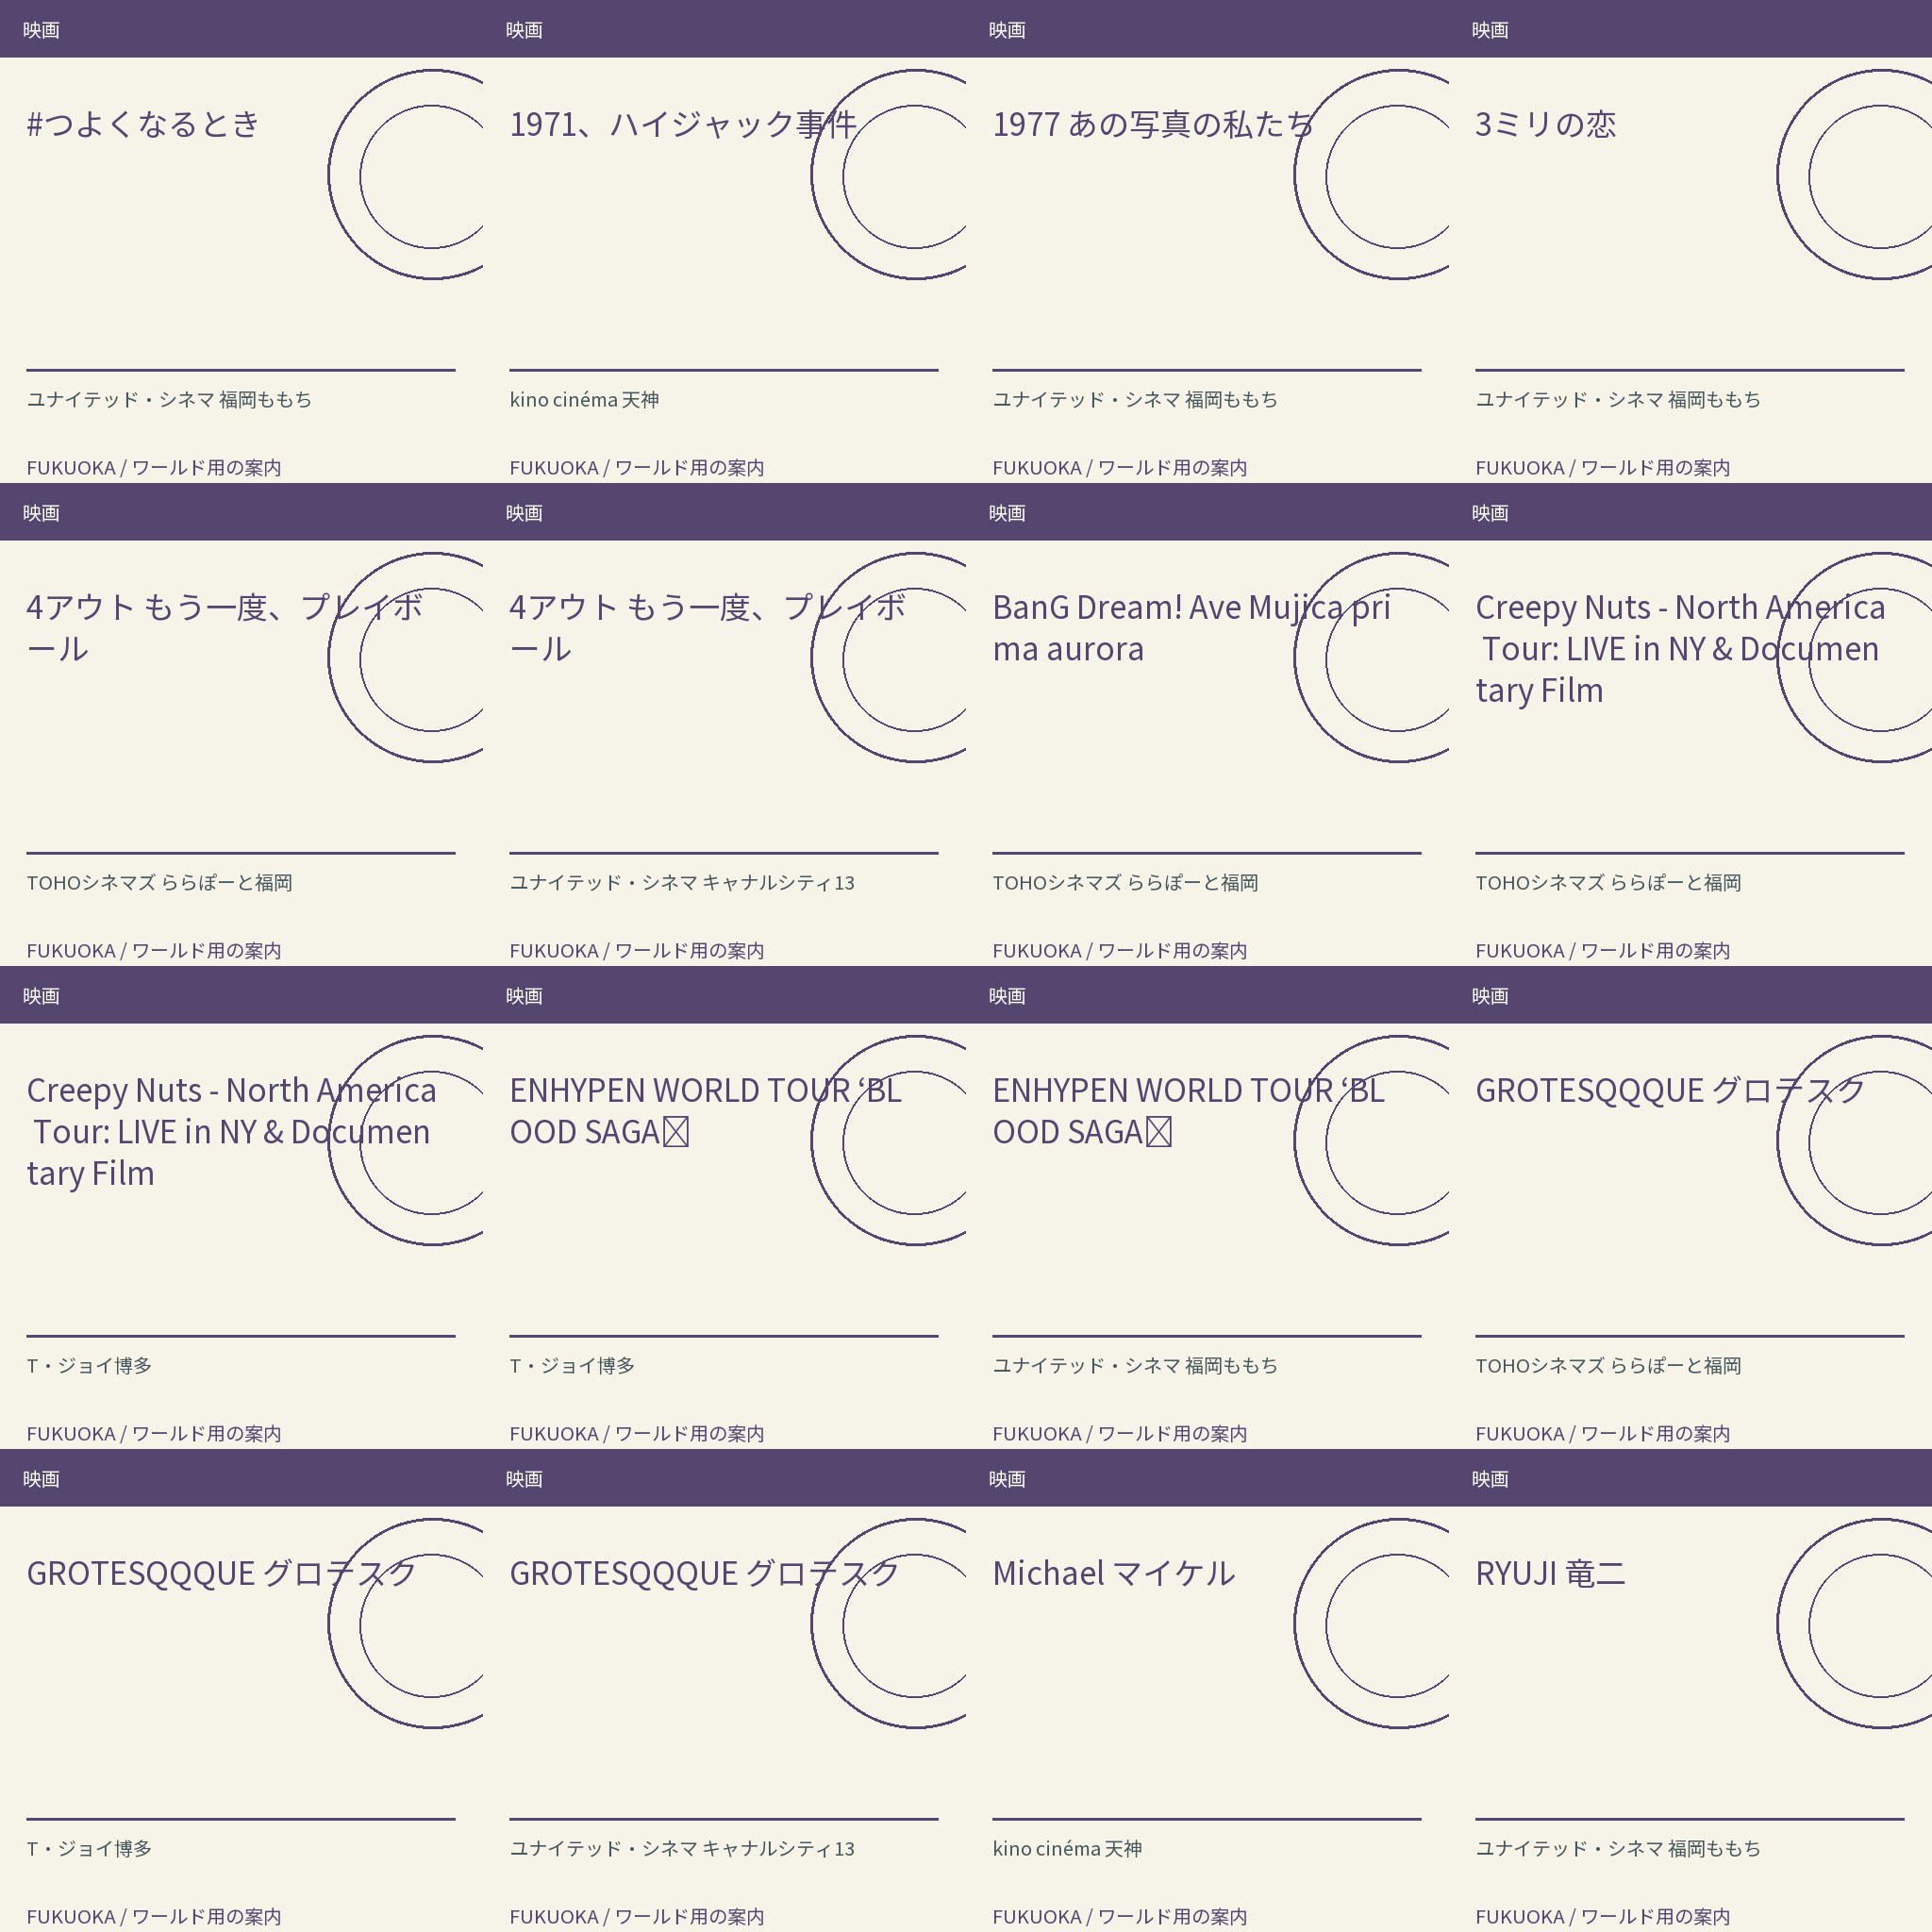 映画
#つよくなるとき
ユナイテッド・シネマ 福岡ももち
FUKUOKA / ワールド用の案内
映画
1971、ハイジャック事件
kino cinéma 天神
FUKUOKA / ワールド用の案内
映画
1977 あの写真の私たち
ユナイテッド・シネマ 福岡ももち
FUKUOKA / ワールド用の案内
映画
3ミリの恋
ユナイテッド・シネマ 福岡ももち
FUKUOKA / ワールド用の案内
映画
4アウト もう一度、プレイボ
ール
TOHOシネマズ ららぽーと福岡
FUKUOKA / ワールド用の案内
映画
4アウト もう一度、プレイボ
ール
ユナイテッド・シネマ キャナルシティ13
FUKUOKA / ワールド用の案内
映画
BanG Dream! Ave Mujica pri
ma aurora
TOHOシネマズ ららぽーと福岡
FUKUOKA / ワールド用の案内
映画
Creepy Nuts - North America
Tour: LIVE in NY & Documen
tary Film
TOHOシネマズ ららぽーと福岡
FUKUOKA / ワールド用の案内
映画
Creepy Nuts - North America
Tour: LIVE in NY & Documen
tary Film
T・ジョイ博多
FUKUOKA / ワールド用の案内
映画
ENHYPEN WORLD TOUR ‘BL
OOD SAGA
T・ジョイ博多
FUKUOKA / ワールド用の案内
映画
ENHYPEN WORLD TOUR ‘BL
OOD SAGA
ユナイテッド・シネマ 福岡ももち
FUKUOKA / ワールド用の案内
映画
GROTESQQQUE グロテスク
TOHOシネマズ ららぽーと福岡
FUKUOKA / ワールド用の案内
映画
GROTESQQQUE グロテスク
T・ジョイ博多
FUKUOKA / ワールド用の案内
映画
GROTESQQQUE グロテスク
ユナイテッド・シネマ キャナルシティ13
FUKUOKA / ワールド用の案内
映画
Michael マイケル
kino cinéma 天神
FUKUOKA / ワールド用の案内
映画
RYUJI 竜二
ユナイテッド・シネマ 福岡ももち
FUKUOKA / ワールド用の案内